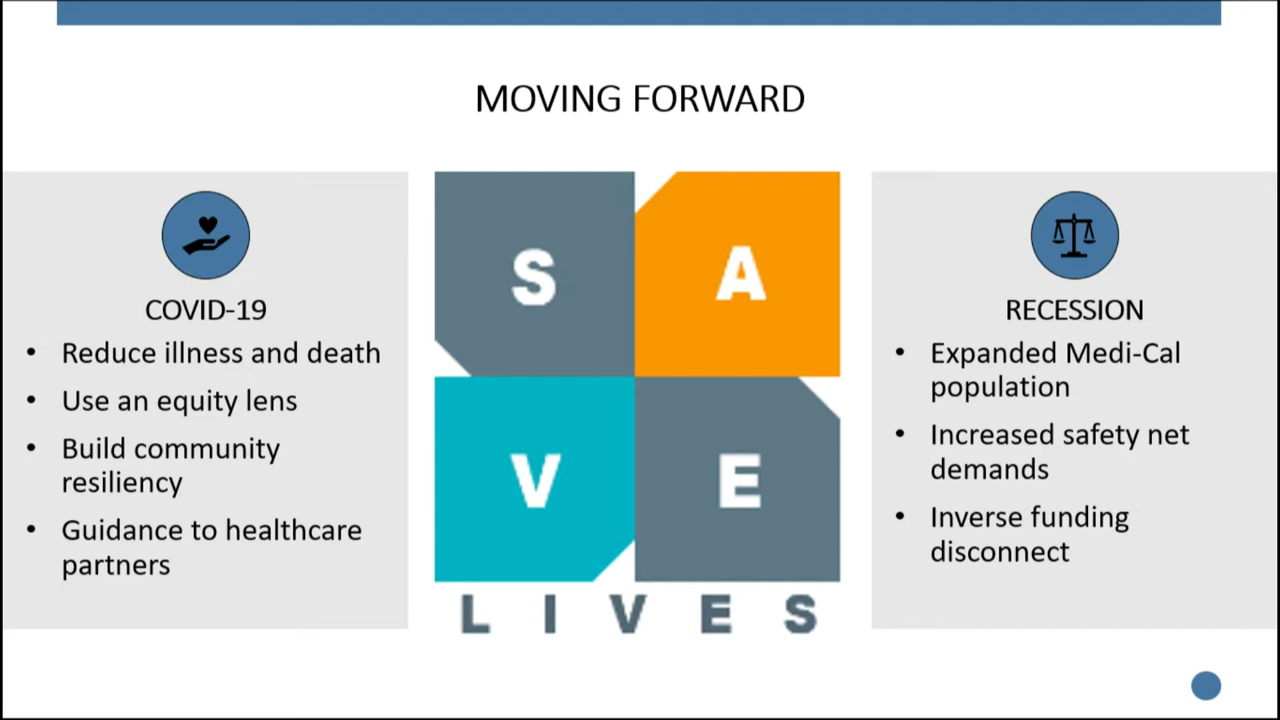 MOVING FORWARD
COVID-19
• Reduce illness and death
• Use an equity lens
• Build community
resiliency
• Guidance to healthcare
partners
S A
V E
LIVES
RECESSION
• Expanded Medi-Cal
population
• Increased safety net
demands
• Inverse funding
disconnect